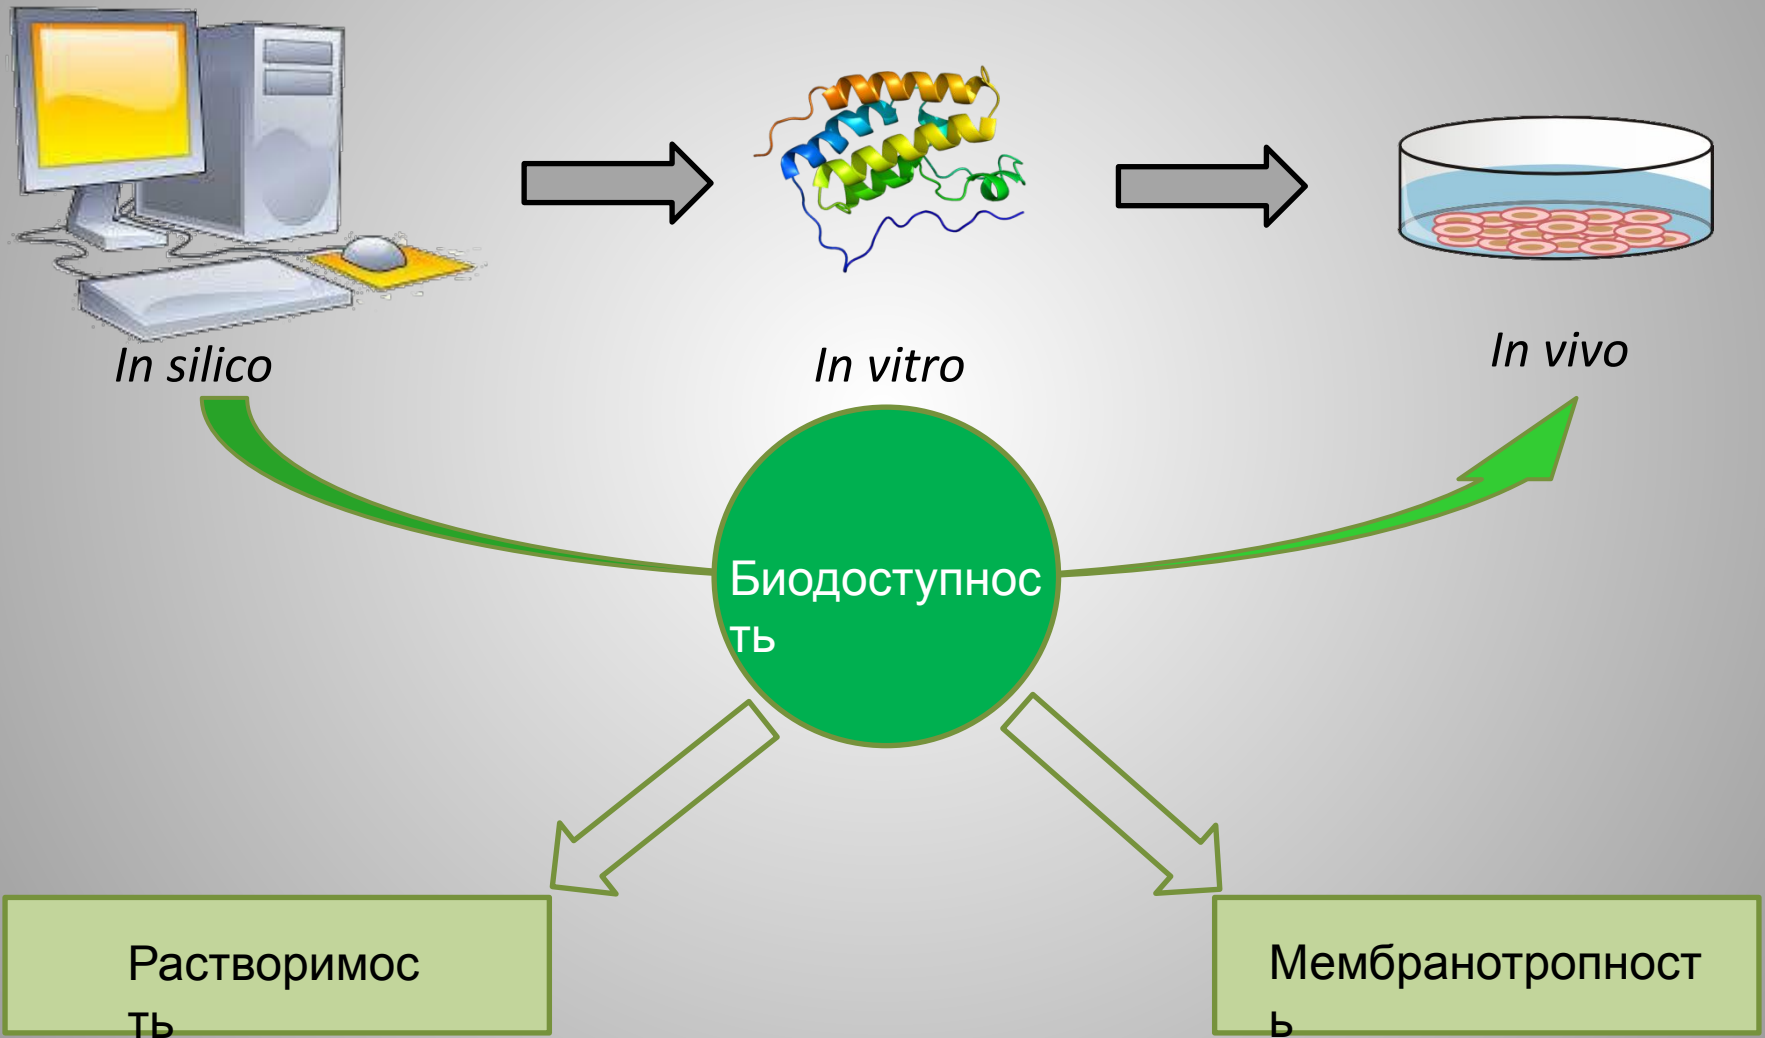 In silico
In vitro
In vivo
Биодоступнос
ть
Растворимос
ть
Мембранотропност
ь